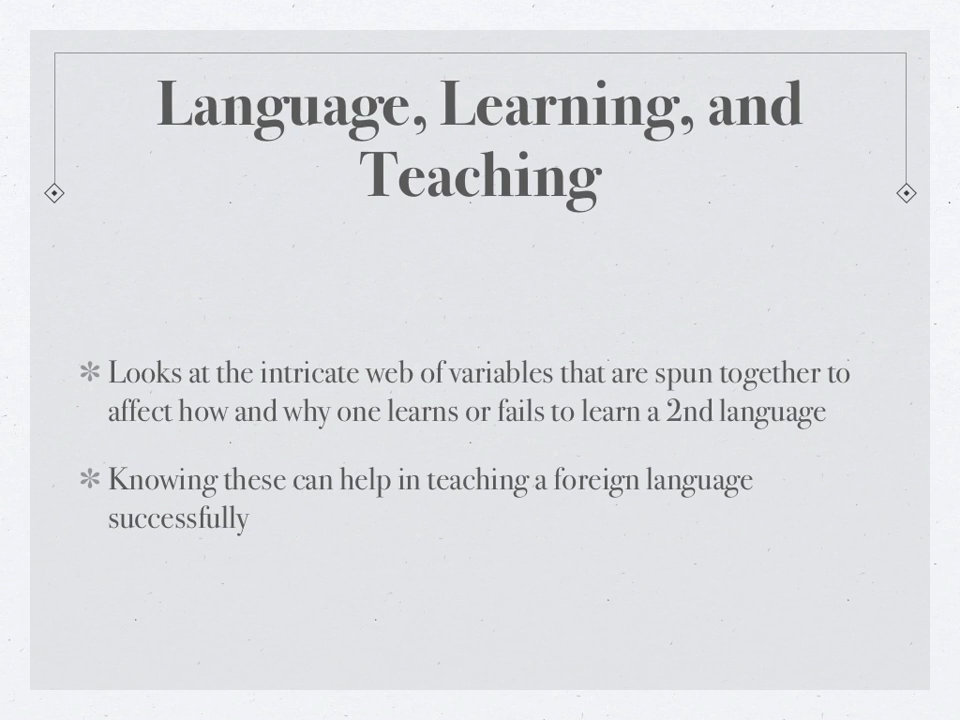 Language, Learning, and
Teaching
Looks at the intricate web of variables that are spun together to
affect how and why one learns or fails to learn a 2nd language
Knowing these can help in teaching a foreign language
successfully